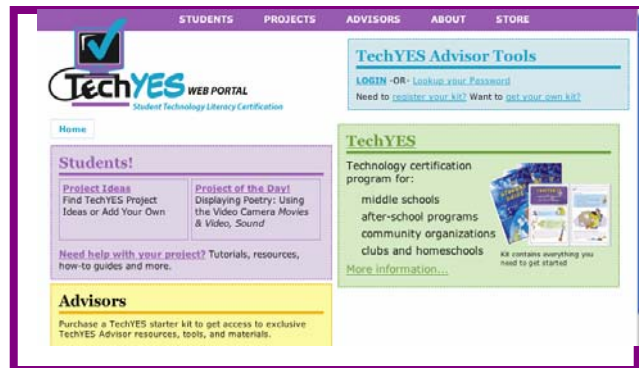 STUDENTS PROJECTS ADVISORS ABOUT STORE
TechYES WEB PORTAL
Student Technology Literacy Certification
TechYES Advisor Tools
LOGIN -OR- Lookup your Password
Need to register your kit? Want to get your own kit?
Home
Students!
Project Ideas
Find TechYES Project
Ideas or Add Your Own
Project of the Day!
Displaying Poetry: Using
the Video Camera Movies
& Video, Sound
Need help with your project? Tutorials, resources,
how-to guides and more.
Advisors
Purchase a TechYES starter kit to get access to exclusive
TechYES Advisor resources, tools, and materials.
TechYES
Technology certification
program for:
middle schools
after-school programs
community organizations
clubs and homeschools
More information...
Kit contains everything you
need to get started